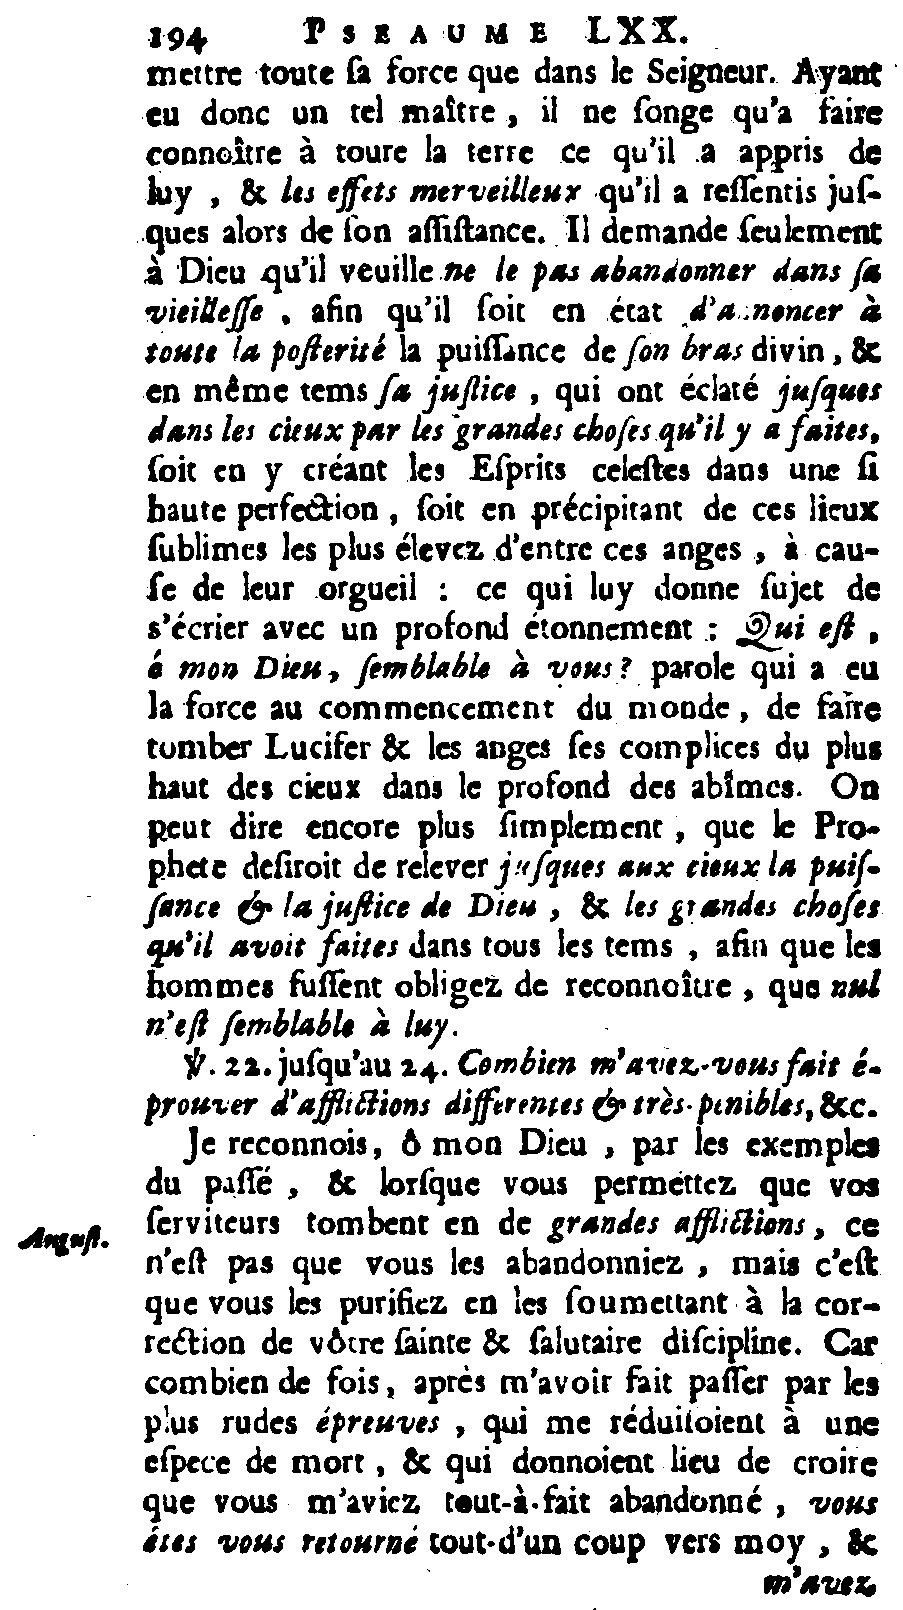 194 PSEAUME LXX.
mettre toute ſa force que dans le Seigneur. Ayant
eu donc un tel maître, il ne ſonge qu'a faire
connoître à toure la terre ce qu'il a appris de
luy, & les effets merveilleux qu'il a reſſentis juſ-
ques alors de ſon aſſiſtance. Il demande ſeulement
à Dieu qu'il veuille ne le pas abandonner dans ſa
vieilleſſe, afin qu'il ſoit en état d'annoncer à
toute la poſterité la puiſſance de ſon bras divin, &
en même tems ſa juſtice, qui ont éclaté juſques
dans les cieux par les grandes choſes qu'il y a faites,
ſoit en y créant les Eſprits celeſtes dans une ſi
haute perfection, ſoit en précipitant de ces lieux
ſublimes les plus élevez d'entre ces anges, à cau-
ſe de leur orgueil : ce qui luy donne ſujet de
s'écrier avec un profond étonnement : Qui eſt,
ô mon Dieu, ſemblable à vous? parole qui a eu
la force au commencement du monde, de faire
tomber Lucifer & les anges ſes complices du plus
haut des cieux dans le profond des abîmes. On
peut dire encore plus ſimplement, que le Pro-
phete deſiroit de relever juſques aux cieux la puiſ-
ſance & la juſtice de Dieu, & les grandes choſes
qu'il avoit faites dans tous les tems, afin que les
hommes fuſſent obligez de reconnoître, que nul
n'eſt ſemblable à luy.
℣. 22. juſqu'au 24. Combien m'avez-vous fait é-
prouver d'afflictions differentes & très-penibles, &c.
Je reconnois, ô mon Dieu, par les exemples
du paſſé, & lorſque vous permettez que vos
ſerviteurs tombent en de grandes afflictions, ce
Auguſt.
n'eſt pas que vous les abandonniez, mais c'eſt
que vous les purifiez en les ſoumettant à la cor-
rection de vôtre ſainte & ſalutaire diſcipline. Car
combien de fois, après m'avoir fait paſſer par les
plus rudes épreuves, qui me réduiſoient à une
eſpece de mort, & qui donnoient lieu de croire
que vous m'aviez tout-à-fait abandonné, vous
êtes vous retourné tout-d'un coup vers moy, &
m'avez